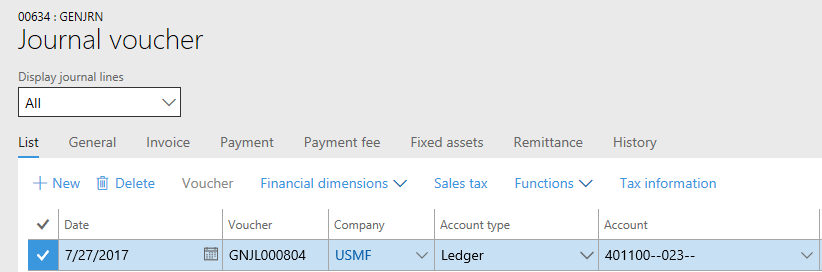 00634 : GENJRN
Journal voucher
Display journal lines
All
List General Invoice Payment Payment fee Fixed assets Remittance History
New Delete Voucher Financial dimensions Sales tax Functions Tax information
Date Voucher Company Account type Account
7/27/2017 GNJL000804 USMF Ledger 401100--023--